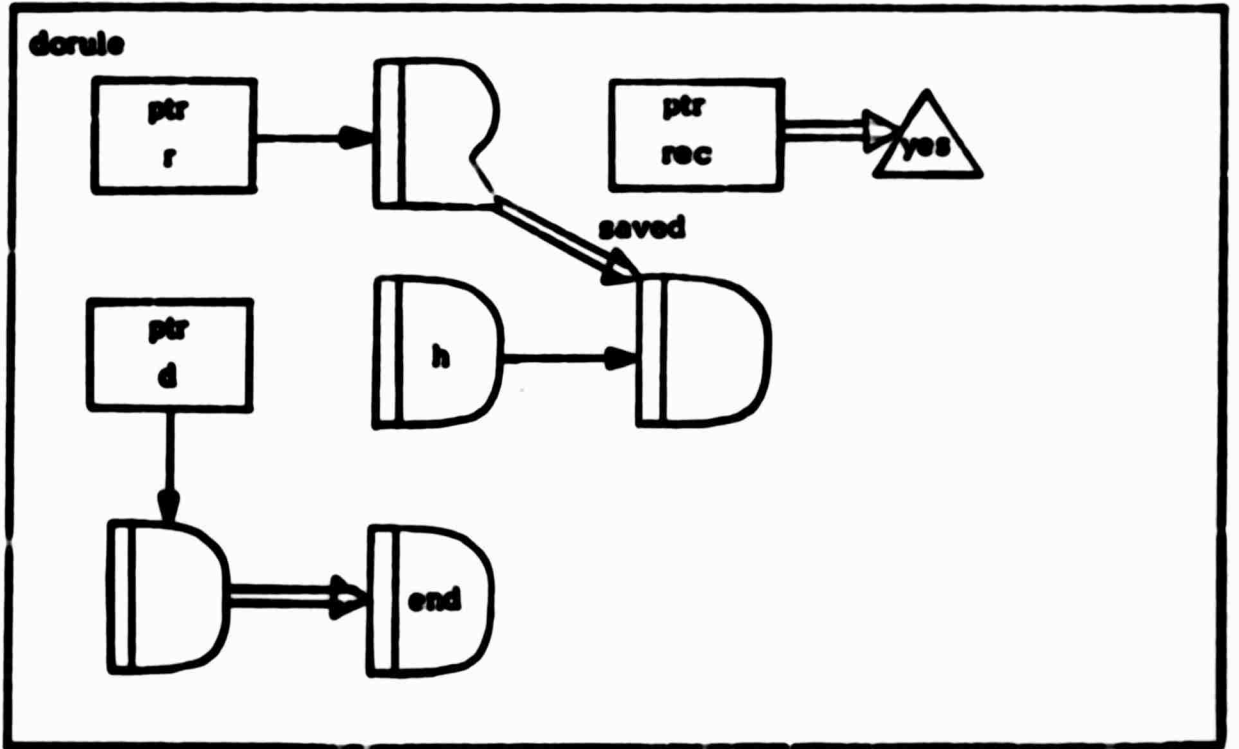 dorule
ptr
r
ptr
rec
yes
saved
ptr
d
h
end